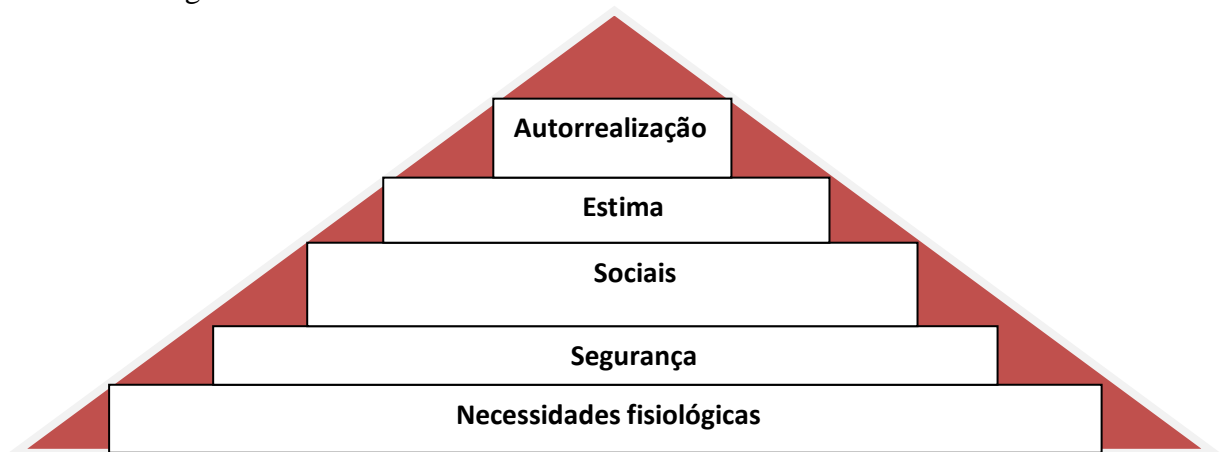 Autorrealização
Estima
Sociais
Segurança
Necessidades fisiológicas